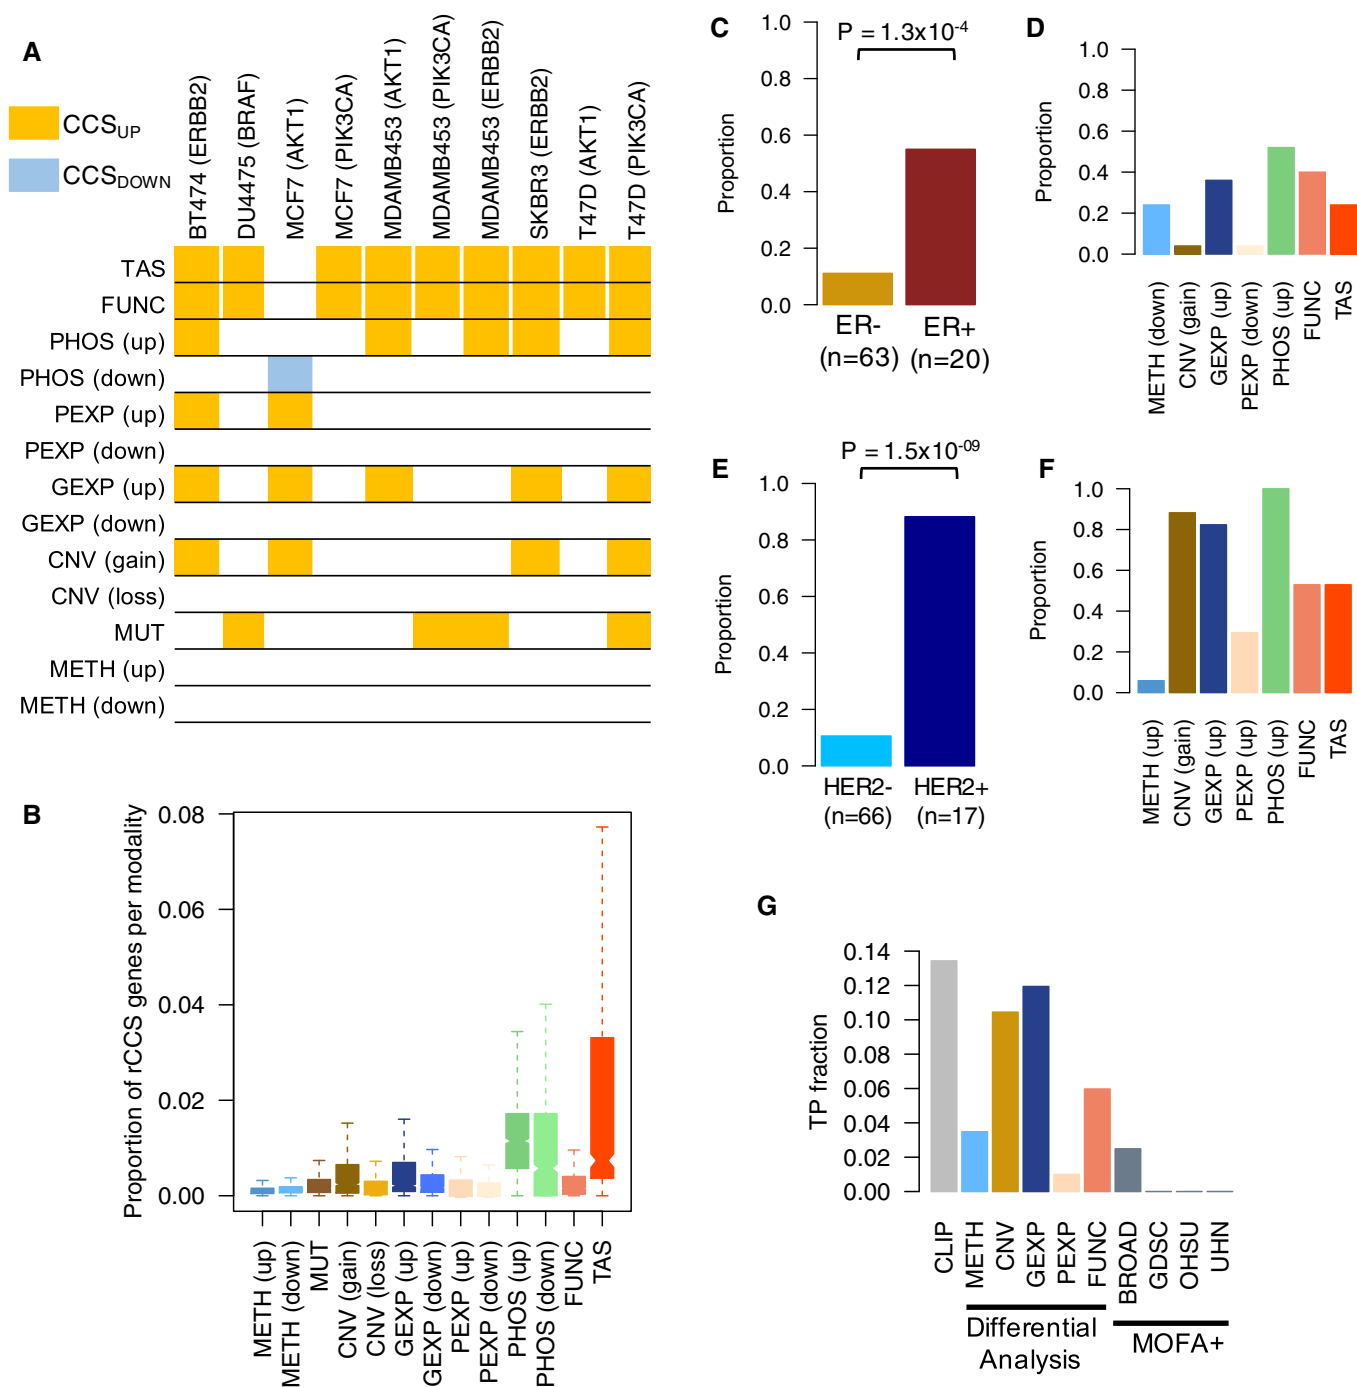 A
CCSUP
CCSDOWN
BT474 (ERBB2)
DU4475 (BRAF)
MCF7 (AKT1)
MCF7 (PIK3CA)
MDAMB453 (AKT1)
MDAMB453 (PIK3CA)
MDAMB453 (ERBB2)
SKBR3 (ERBB2)
T47D (AKT1)
T47D (PIK3CA)
TAS
FUNC
PHOS (up)
PHOS (down)
PEXP (up)
PEXP (down)
GEXP (up)
GEXP (down)
CNV (gain)
CNV (loss)
MUT
METH (up)
METH (down)
B
Proportion of rCCS genes per modality
0.08
0.06
0.04
0.02
0.00
METH (up)
METH (down)
MUT
CNV (gain)
CNV (loss)
GEXP (up)
GEXP (down)
PEXP (up)
PEXP (down)
PHOS (up)
PHOS (down)
FUNC
TAS
C
P = 1.3x10-4
Proportion
1.0
0.8
0.6
0.4
0.2
0.0
ER-
(n=63)
ER+
(n=20)
D
Proportion
1.0
0.8
0.6
0.4
0.2
0.0
METH (down)
CNV (gain)
GEXP (up)
PEXP (down)
PHOS (up)
FUNC
TAS
E
P = 1.5x10-09
Proportion
1.0
0.8
0.6
0.4
0.2
0.0
HER2-
(n=66)
HER2+
(n=17)
F
Proportion
1.0
0.8
0.6
0.4
0.2
0.0
METH (up)
CNV (gain)
GEXP (up)
PEXP (up)
PHOS (up)
FUNC
TAS
G
TP fraction
0.14
0.12
0.10
0.08
0.06
0.04
0.02
0.00
CLIP
METH
CNV
GEXP
PEXP
FUNC
BROAD
GDSC
OHSU
UHN
Differential
Analysis
MOFA+